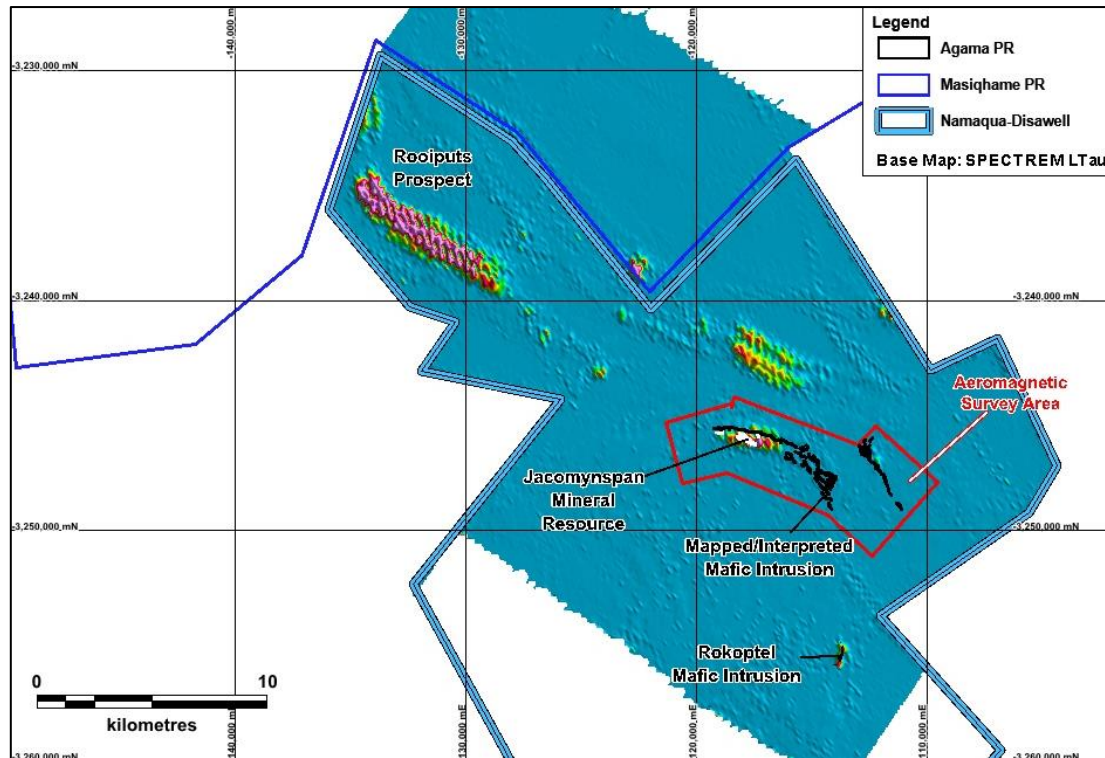 -140,000 mE
-130,000 mE
-120,000 mE
Legend
Agama PR
Masiqhame PR
Namaqua-Disawell
Base Map: SPECTREM LTau
-3,230,000 mN
-3,230,000 mN
Rooiputs
Prospect
-3,240,000 mN
-3,240,000 mN
Aeromagnetic
Survey Area
Jacomynspan
Mineral
Resource
-3,250,000 mN
-3,250,000 mN
Mapped/Interpreted
Mafic Intrusion
Rokoptel
Mafic Intrusion
0 10
kilometres
-140,000 mE
-130,000 mE
-120,000 mE
-110,000 mE
-3,260,000 mN
-3,260,000 mN